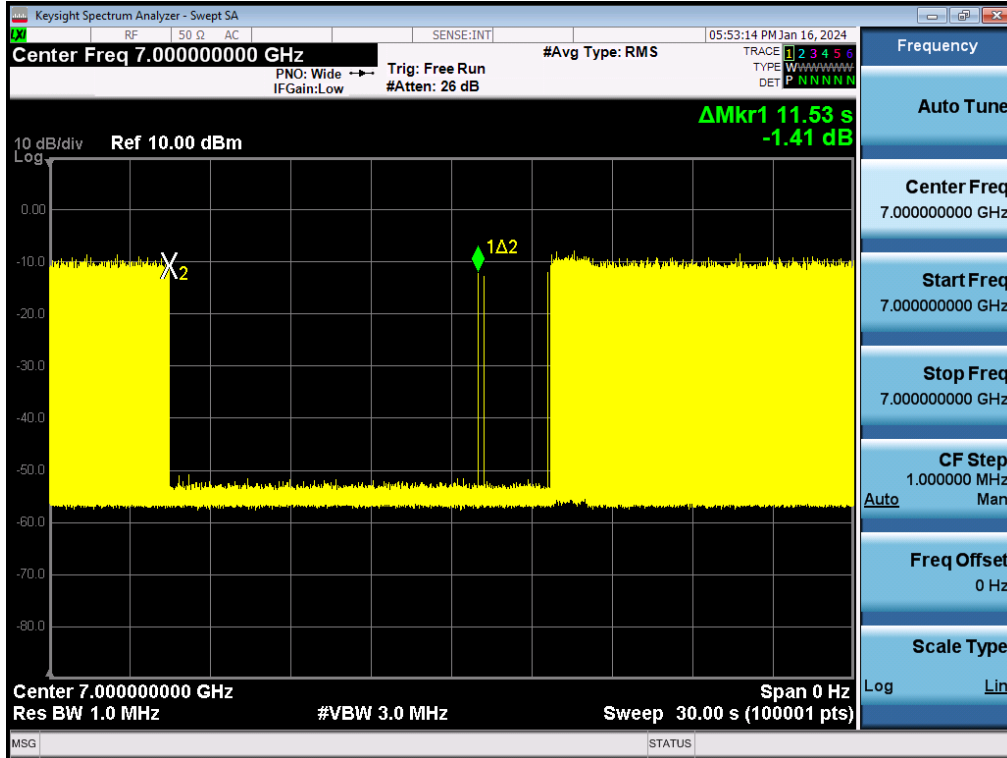 Keysight Spectrum Analyzer - Swept SA
LXI RF 50 Ω AC SENSE:INT 05:53:14 PM Jan 16, 2024
Center Freq 7.000000000 GHz
PNO: Wide
IFGain:Low
Trig: Free Run
#Atten: 26 dB
#Avg Type: RMS
TRACE 1 2 3 4 5 6
TYPE WWWWWW
DET P N N N N N
ΔMkr1 11.53 s
-1.41 dB
10 dB/div Ref 10.00 dBm
Log
0.00
-10.0
-20.0
-30.0
-40.0
-50.0
-60.0
-70.0
-80.0
2
1Δ2
Center 7.000000000 GHz Span 0 Hz
Res BW 1.0 MHz #VBW 3.0 MHz Sweep 30.00 s (100001 pts)
MSG STATUS
Frequency
Auto Tune
Center Freq
7.000000000 GHz
Start Freq
7.000000000 GHz
Stop Freq
7.000000000 GHz
CF Step
1.000000 MHz
Auto Man
Freq Offset
0 Hz
Scale Type
Log Lin